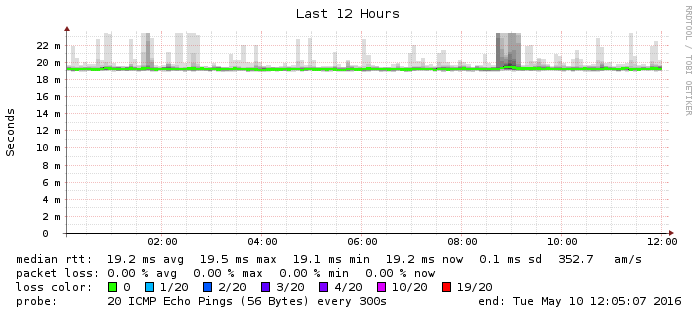 Last 12 Hours
RRDTOOL / TOBI OETIKER
Seconds
22 m
20 m
18 m
16 m
14 m
12 m
10 m
8 m
6 m
4 m
2 m
0
02:00 04:00 06:00 08:00 10:00 12:00
median rtt: 19.2 ms avg 19.5 ms max 19.1 ms min 19.2 ms now 0.1 ms sd 352.7 am/s
packet loss: 0.00 % avg 0.00 % max 0.00 % min 0.00 % now
loss color: 0 1/20 2/20 3/20 4/20 10/20 19/20
probe: 20 ICMP Echo Pings (56 Bytes) every 300s end: Tue May 10 12:05:07 2016